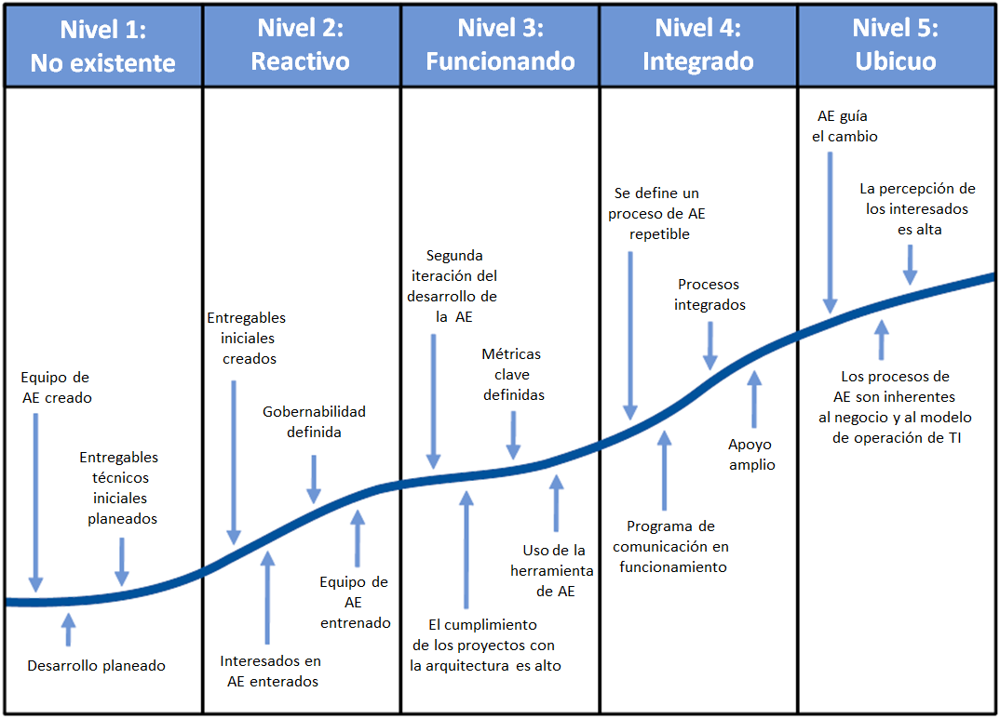 Nivel 1:
No existente
Nivel 2:
Reactivo
Nivel 3:
Funcionando
Nivel 4:
Integrado
Nivel 5:
Ubicuo
Equipo de
AE creado
Entregables
técnicos
iniciales
planeados
Desarrollo planeado
Entregables
iniciales
creados
Gobernabilidad
definida
Equipo de
AE
entrenado
Interesados en
AE enterados
Segunda
iteración del
desarrollo de
la AE
Métricas
clave
definidas
Uso de la
herramienta
de AE
El cumplimiento
de los proyectos con
la arquitectura es alto
Se define un
proceso de AE
repetible
Procesos
integrados
Apoyo
amplio
Programa de
comunicación en
funcionamiento
AE guía
el cambio
La percepción de
los interesados
es alta
Los procesos de
AE son inherentes
al negocio y al modelo
de operación de TI